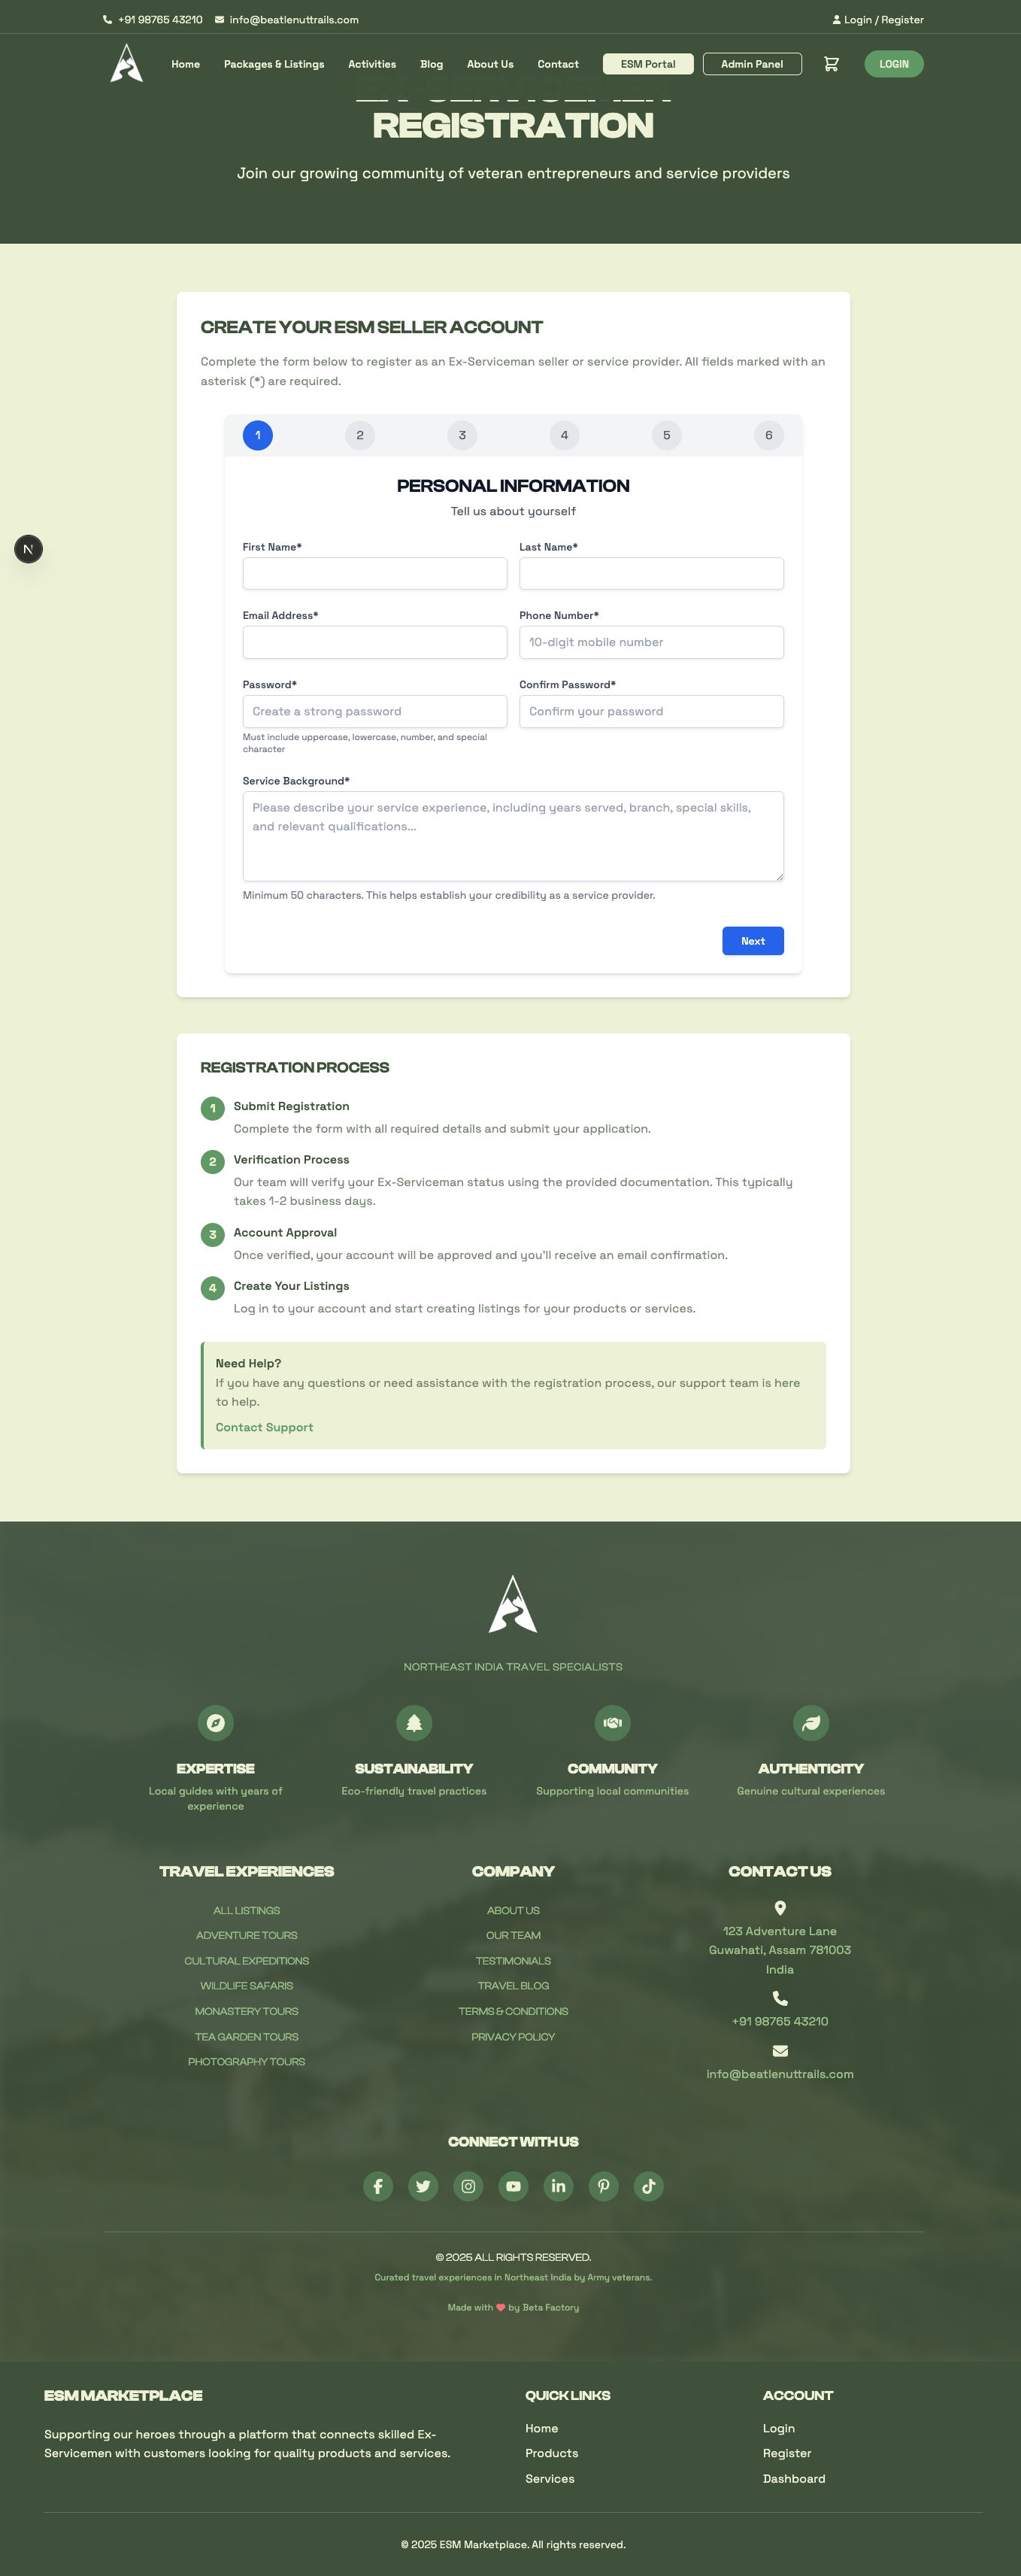 +91 98765 43210
info@beatlenuttrails.com
Login / Register
Home
Packages & Listings
Activities
Blog
About Us
Contact
ESM Portal
Admin Panel
LOGIN
EX-SERVICEMEN
REGISTRATION
Join our growing community of veteran entrepreneurs and service providers
CREATE YOUR ESM SELLER ACCOUNT
Complete the form below to register as an Ex-Serviceman seller or service provider. All fields marked with an
asterisk (*) are required.
1
2
3
4
5
6
PERSONAL INFORMATION
Tell us about yourself
First Name*
Last Name*
Email Address*
Phone Number*
10-digit mobile number
Password*
Confirm Password*
Create a strong password
Confirm your password
Must include uppercase, lowercase, number, and special
character
Service Background*
Please describe your service experience, including years served, branch, special skills,
and relevant qualifications...
Minimum 50 characters. This helps establish your credibility as a service provider.
Next
N
REGISTRATION PROCESS
1
Submit Registration
Complete the form with all required details and submit your application.
2
Verification Process
Our team will verify your Ex-Serviceman status using the provided documentation. This typically
takes 1-2 business days.
3
Account Approval
Once verified, your account will be approved and you'll receive an email confirmation.
4
Create Your Listings
Log in to your account and start creating listings for your products or services.
Need Help?
If you have any questions or need assistance with the registration process, our support team is here
to help.
Contact Support
NORTHEAST INDIA TRAVEL SPECIALISTS
EXPERTISE
Local guides with years of
experience
SUSTAINABILITY
Eco-friendly travel practices
COMMUNITY
Supporting local communities
AUTHENTICITY
Genuine cultural experiences
TRAVEL EXPERIENCES
ALL LISTINGS
ADVENTURE TOURS
CULTURAL EXPEDITIONS
WILDLIFE SAFARIS
MONASTERY TOURS
TEA GARDEN TOURS
PHOTOGRAPHY TOURS
COMPANY
ABOUT US
OUR TEAM
TESTIMONIALS
TRAVEL BLOG
TERMS & CONDITIONS
PRIVACY POLICY
CONTACT US
123 Adventure Lane
Guwahati, Assam 781003
India
+91 98765 43210
info@beatlenuttrails.com
CONNECT WITH US
© 2025 ALL RIGHTS RESERVED.
Curated travel experiences in Northeast India by Army veterans.
Made with ❤ by Beta Factory
ESM MARKETPLACE
Supporting our heroes through a platform that connects skilled Ex-
Servicemen with customers looking for quality products and services.
QUICK LINKS
Home
Products
Services
ACCOUNT
Login
Register
Dashboard
© 2025 ESM Marketplace. All rights reserved.